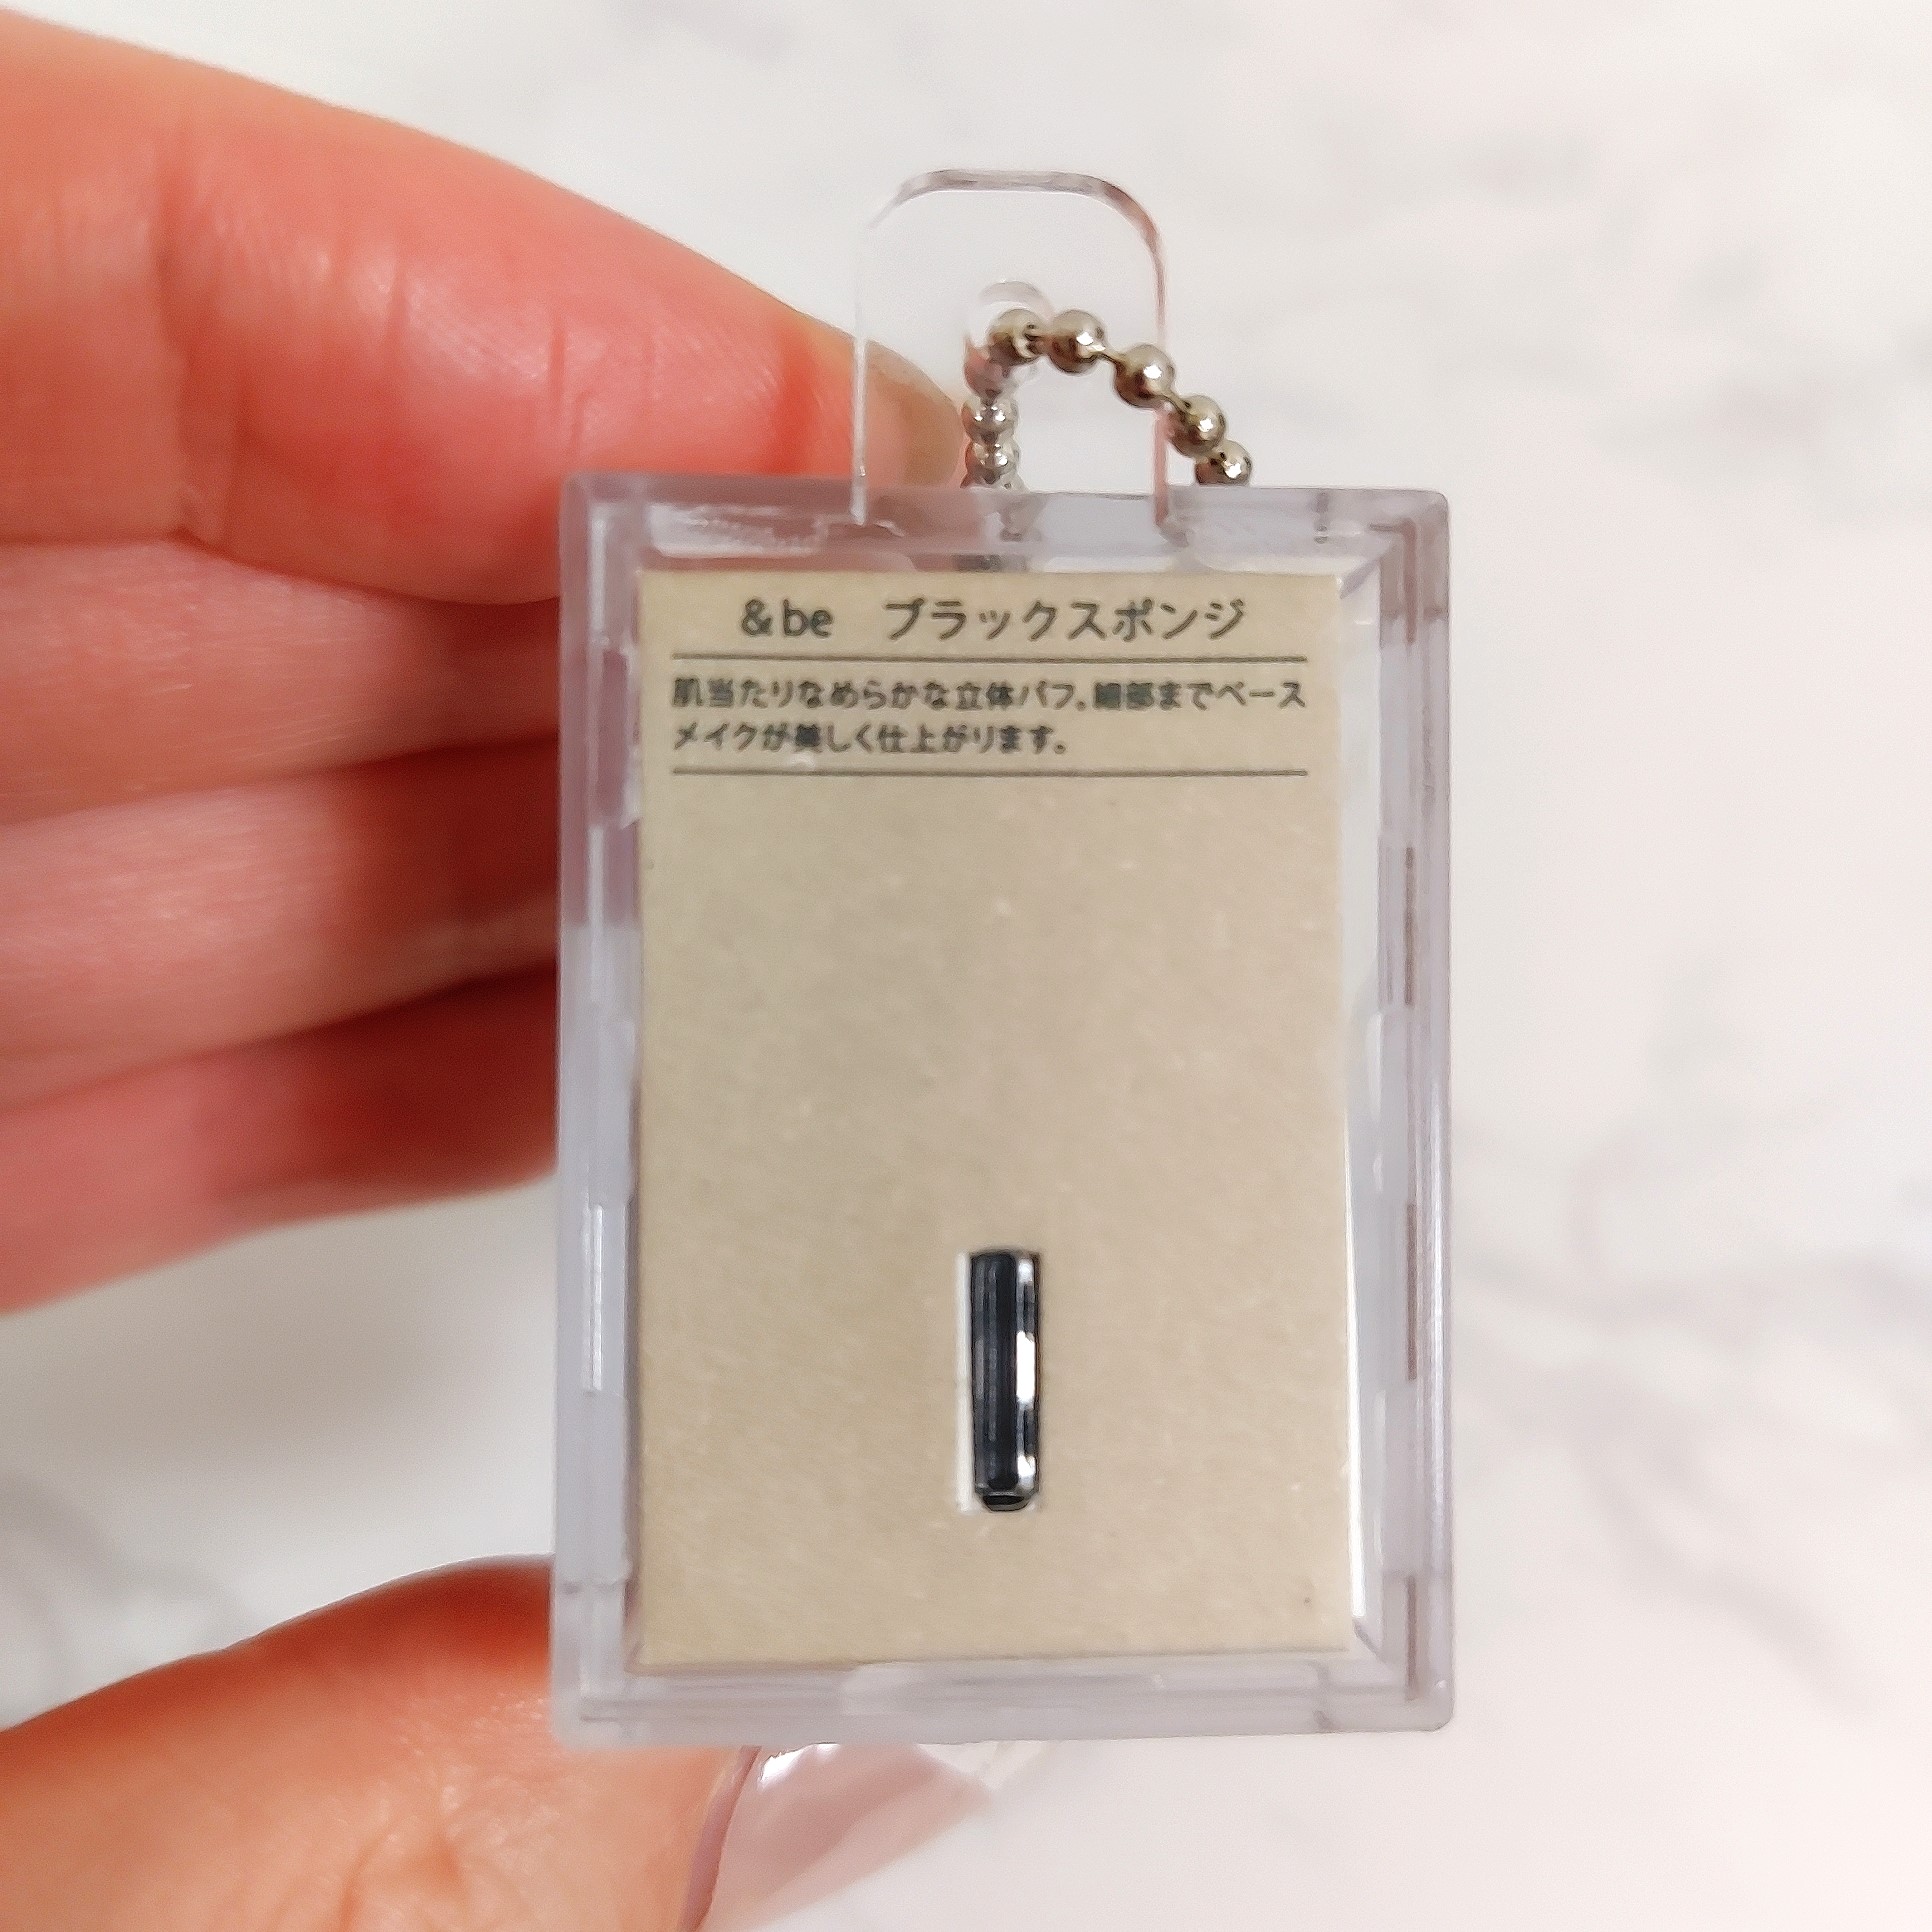 &be ブラックスポンジ
肌当たりなめらかな立体パフ。細部までベース
メイクが美しく仕上がります。